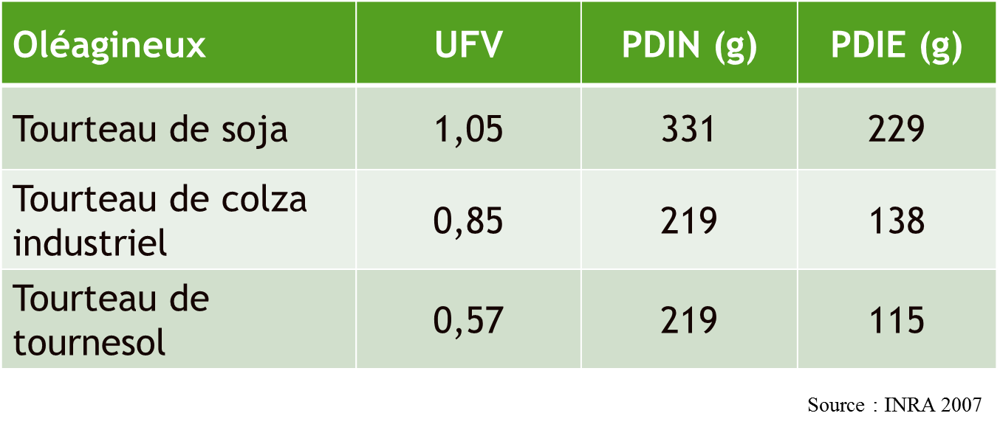 Oléagineux UFV PDIN (g) PDIE (g)
Tourteau de soja 1,05 331 229
Tourteau de colza
industriel 0,85 219 138
Tourteau de
tournesol 0,57 219 115
Source : INRA 2007